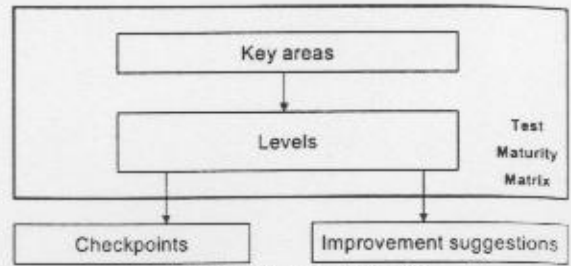 Key areas
Levels
Test
Maturity
Matrix
Checkpoints
Improvement suggestions